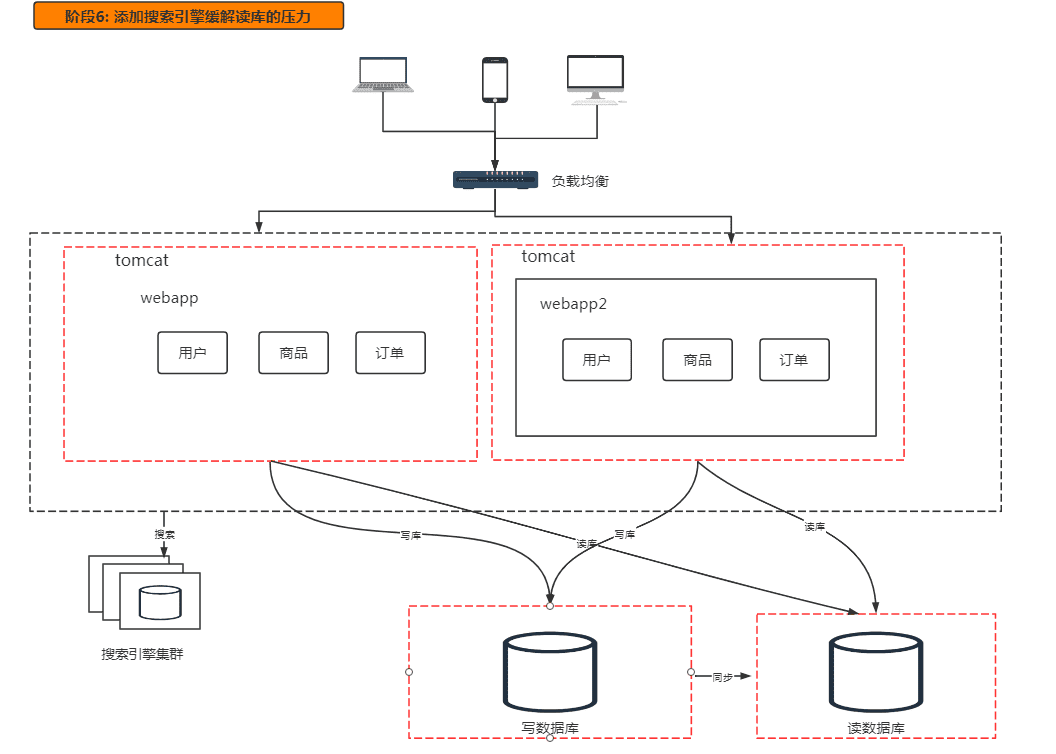 阶段6: 添加搜索引擎缓解读库的压力
负载均衡
tomcat
webapp
用户
商品
订单
tomcat
webapp2
用户
商品
订单
搜索
写库
读库
写库
读库
搜索引擎集群
写数据库
同步
读数据库